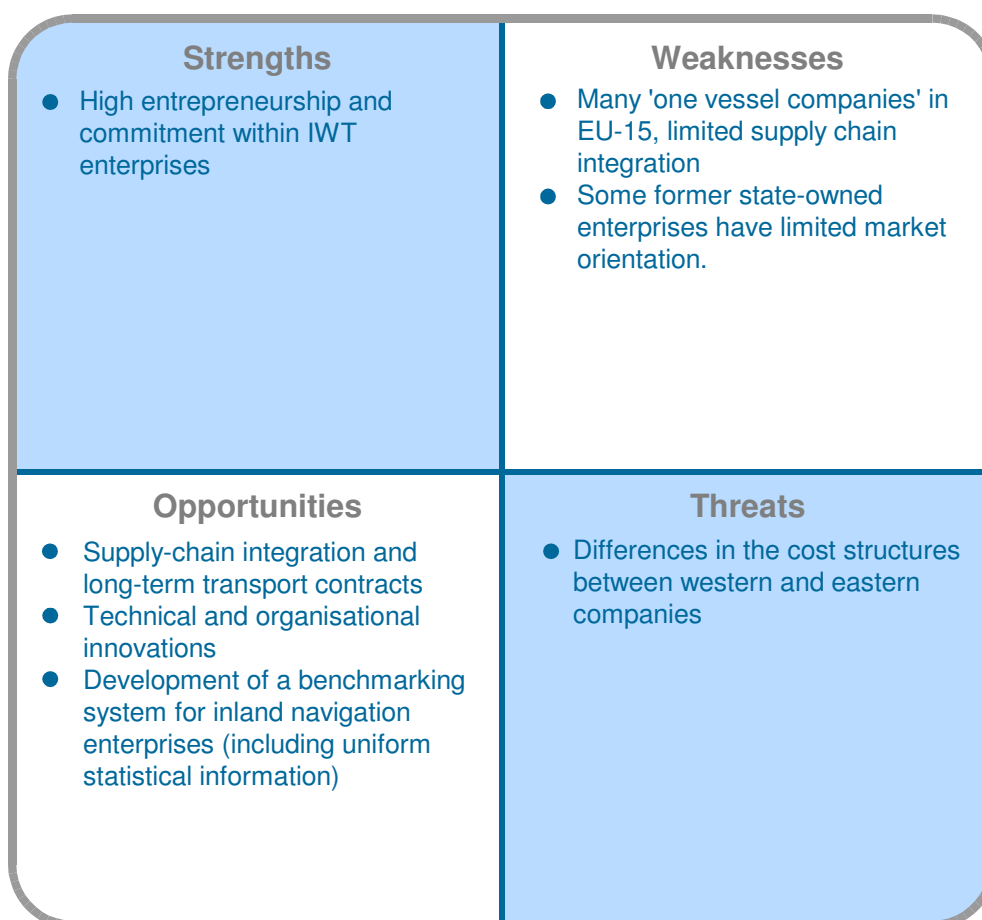 Strengths
● High entrepreneurship and
commitment within IWT
enterprises
Weaknesses
● Many 'one vessel companies' in
EU-15, limited supply chain
integration
● Some former state-owned
enterprises have limited market
orientation.
Opportunities
● Supply-chain integration and
long-term transport contracts
● Technical and organisational
innovations
● Development of a benchmarking
system for inland navigation
enterprises (including uniform
statistical information)
Threats
● Differences in the cost structures
between western and eastern
companies